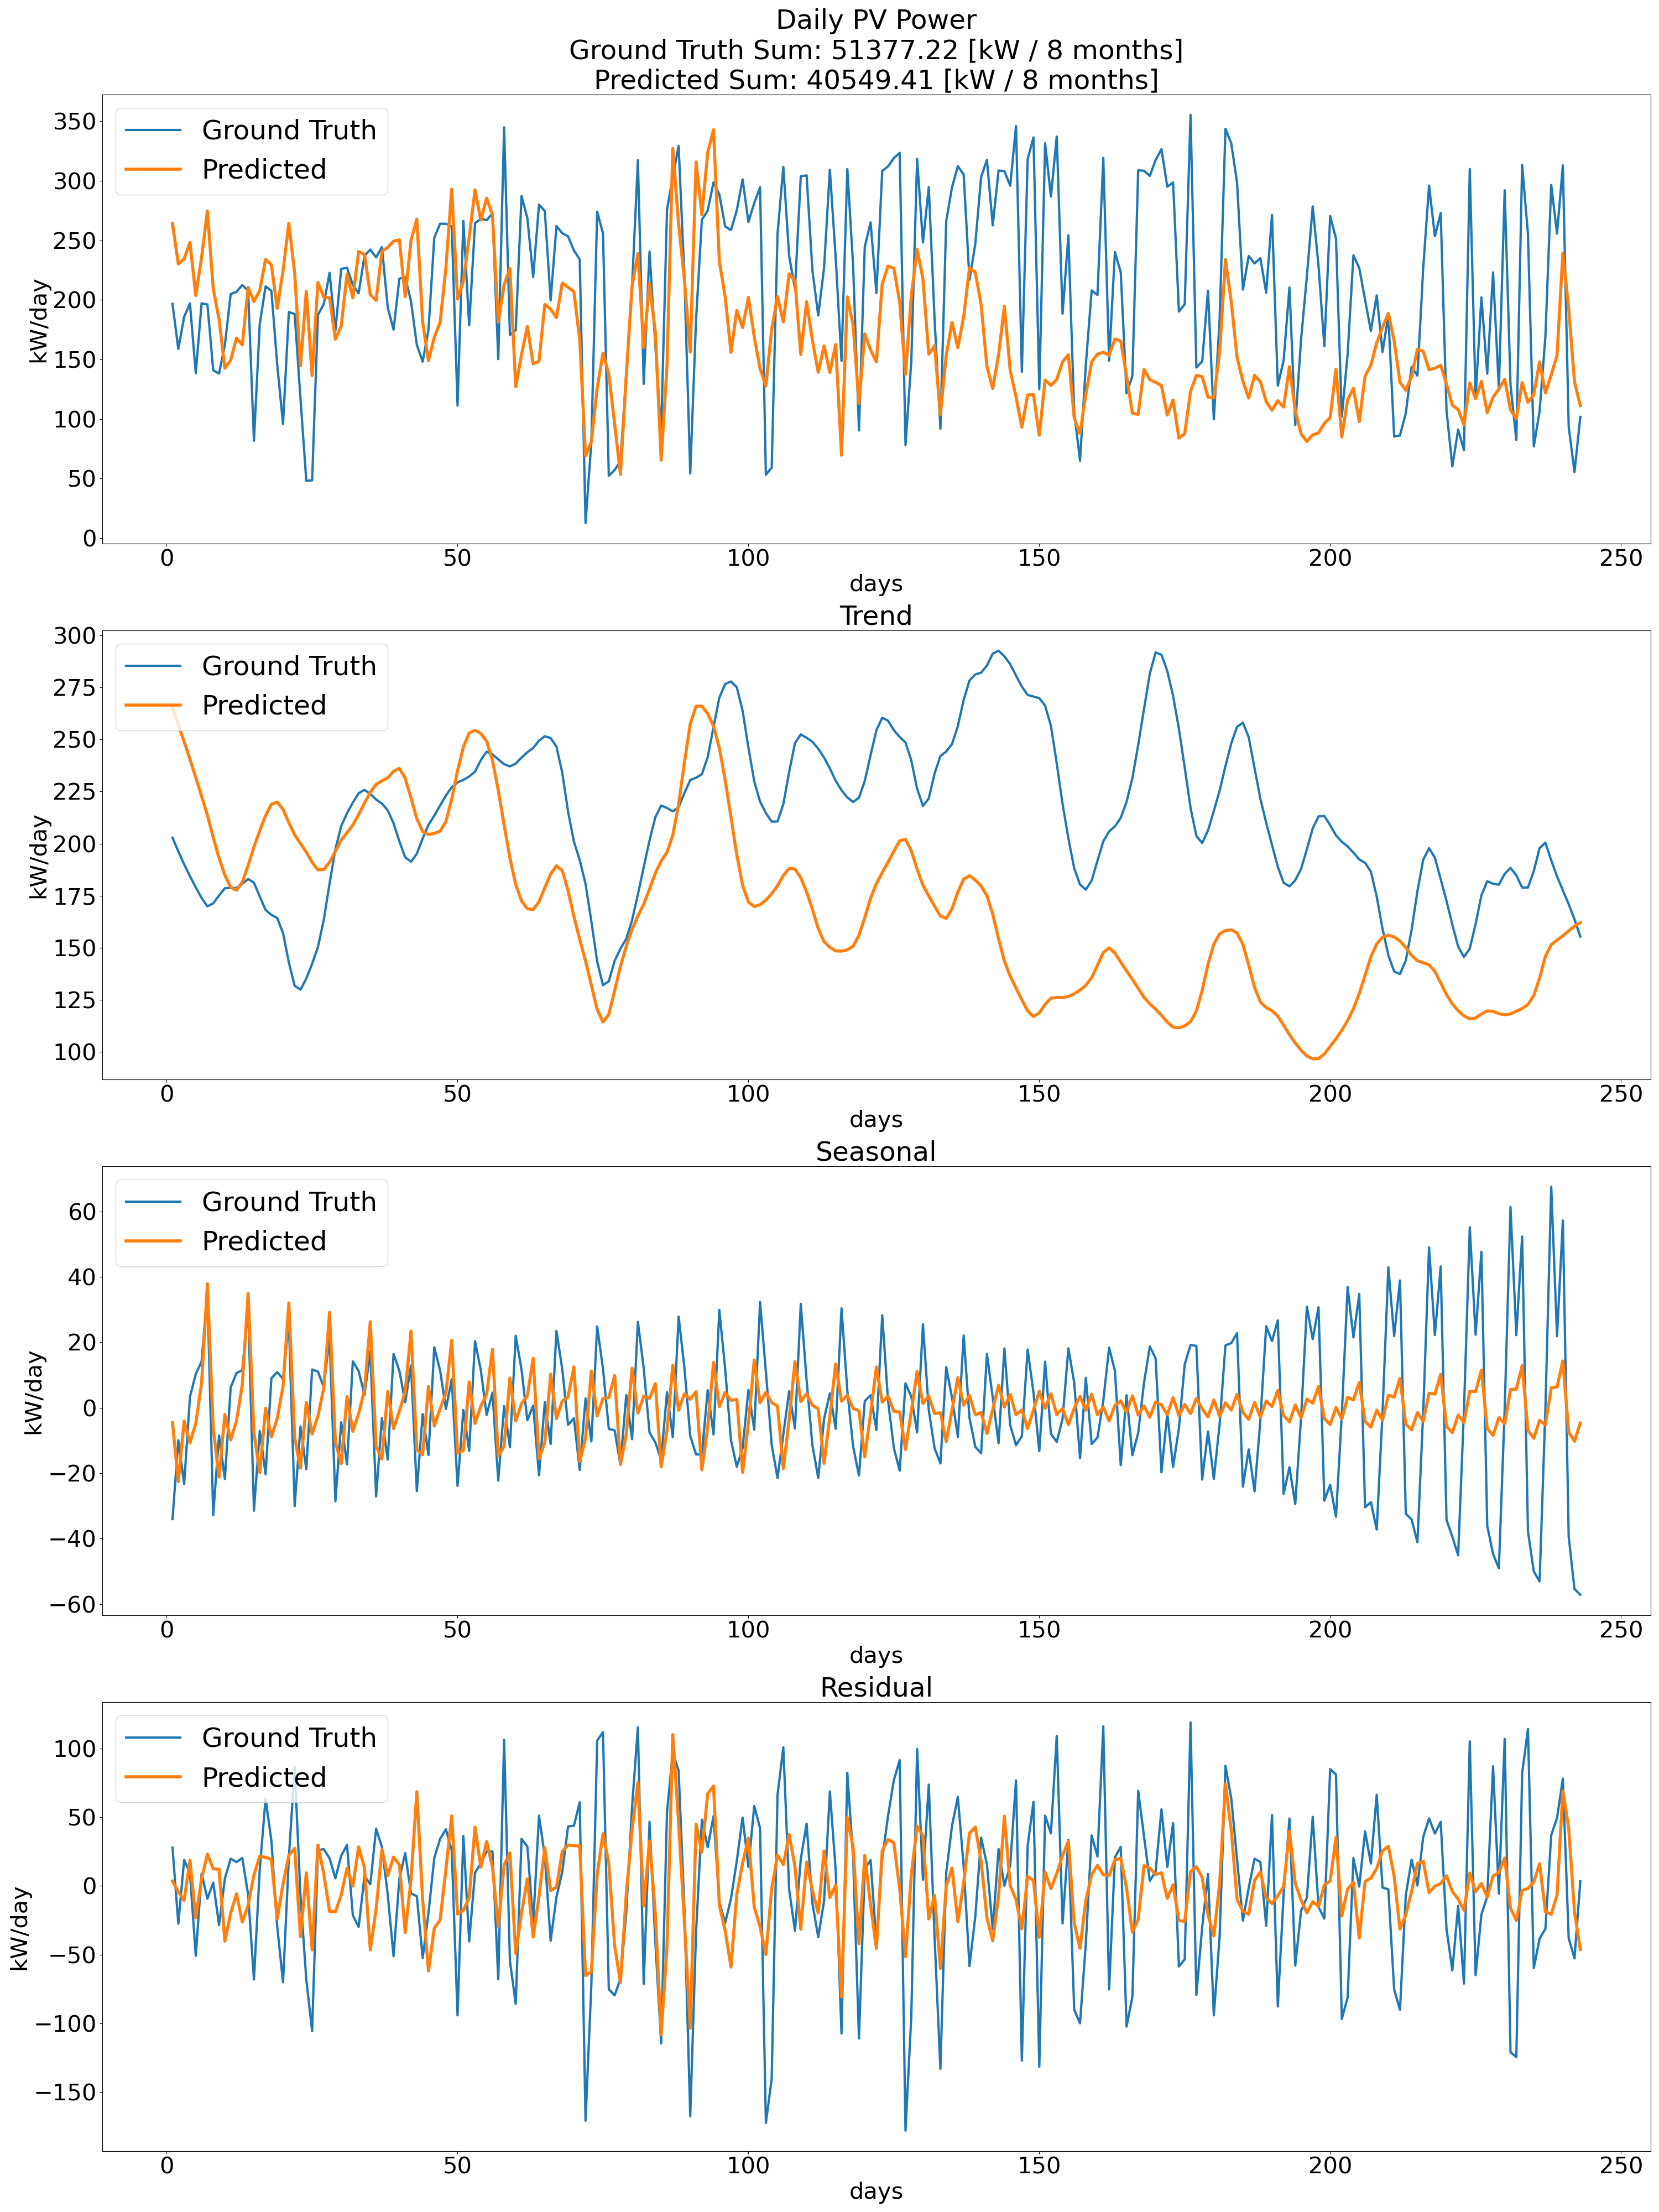 Daily PV Power
Ground Truth Sum: 51377.22 [kW / 8 months]
Predicted Sum: 40549.41 [kW / 8 months]
Ground Truth
Predicted
350
300
250
200
150
100
50
0
kW/day
0 50 100 150 200 250
days
Trend
Ground Truth
Predicted
300
275
250
225
200
175
150
125
100
kW/day
0 50 100 150 200 250
days
Seasonal
Ground Truth
Predicted
60
40
20
0
−20
−40
−60
kW/day
0 50 100 150 200 250
days
Residual
Ground Truth
Predicted
100
50
0
−50
−100
−150
kW/day
0 50 100 150 200 250
days